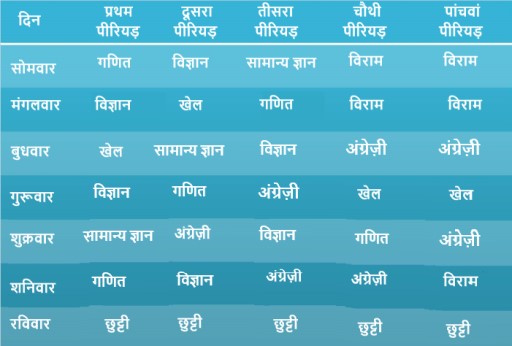 दिन प्रथम पीरियड़ दूसरा पीरियड़ तीसरा पीरियड़ चौथी पीरियड़ पांचवां पीरियड़
सोमवार गणित विज्ञान सामान्य ज्ञान विराम विराम
मंगलवार विज्ञान खेल गणित विराम विराम
बुधवार खेल सामान्य ज्ञान विज्ञान अंग्रेज़ी अंग्रेज़ी
गुरूवार विज्ञान गणित अंग्रेज़ी खेल खेल
शुक्रवार सामान्य ज्ञान अंग्रेज़ी विज्ञान गणित अंग्रेज़ी
शनिवार गणित विज्ञान अंग्रेज़ी अंग्रेज़ी विराम
रविवार छुट्टी छुट्टी छुट्टी छुट्टी छुट्टी